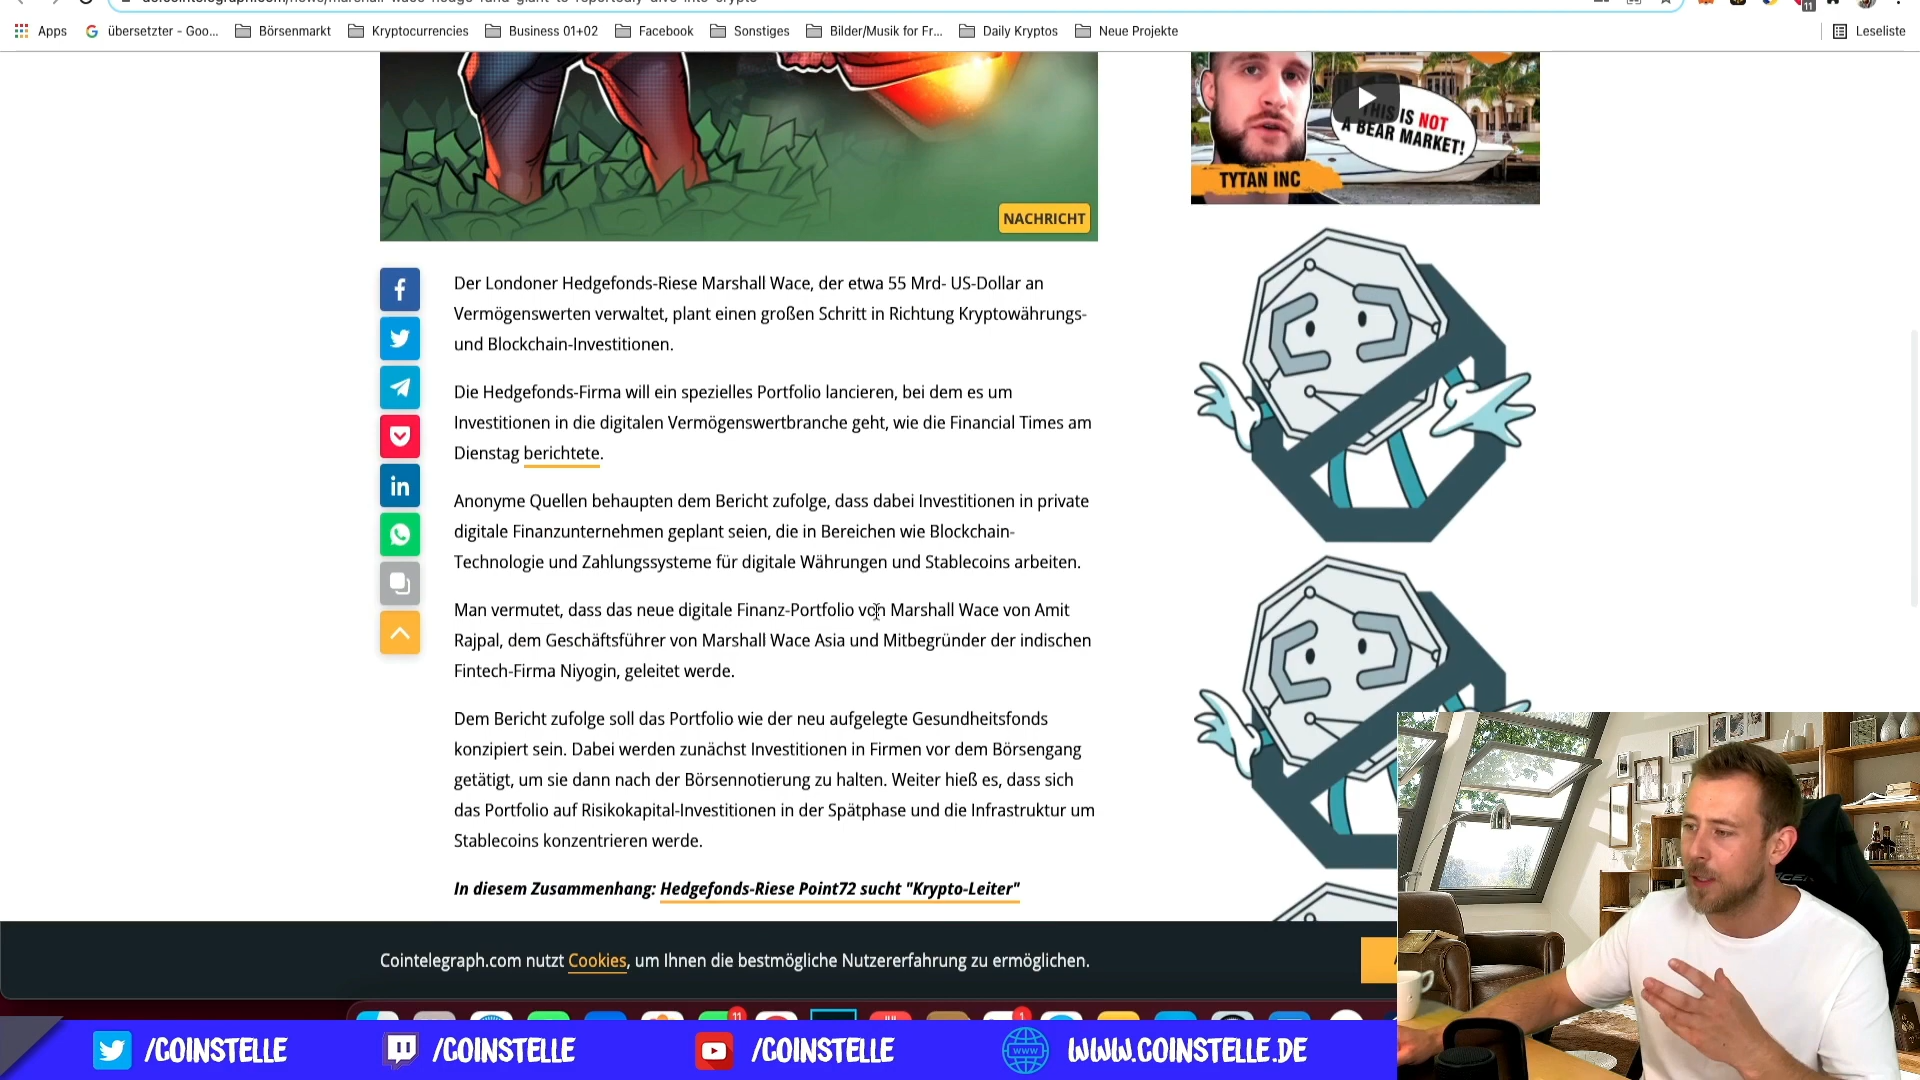 Apps
übersetzter - Goo...
Börsenmarkt
Kryptocurrencies
Business 01+02
Facebook
Sonstiges
Bilder/Musik for Fr...
Daily Kryptos
Neue Projekte
Leseliste
11
THIS IS NOT
A BEAR MARKET!
TYTAN INC
NACHRICHT
Der Londoner Hedgefonds-Riese Marshall Wace, der etwa 55 Mrd- US-Dollar an
Vermögenswerten verwaltet, plant einen großen Schritt in Richtung Kryptowährungs-
und Blockchain-Investitionen.
Die Hedgefonds-Firma will ein spezielles Portfolio lancieren, bei dem es um
Investitionen in die digitalen Vermögenswertbranche geht, wie die Financial Times am
Dienstag berichtete.
Anonyme Quellen behaupten dem Bericht zufolge, dass dabei Investitionen in private
digitale Finanzunternehmen geplant seien, die in Bereichen wie Blockchain-
Technologie und Zahlungssysteme für digitale Währungen und Stablecoins arbeiten.
Man vermutet, dass das neue digitale Finanz-Portfolio von Marshall Wace von Amit
Rajpal, dem Geschäftsführer von Marshall Wace Asia und Mitbegründer der indischen
Fintech-Firma Niyogin, geleitet werde.
Dem Bericht zufolge soll das Portfolio wie der neu aufgelegte Gesundheitsfonds
konzipiert sein. Dabei werden zunächst Investitionen in Firmen vor dem Börsengang
getätigt, um sie dann nach der Börsennotierung zu halten. Weiter hieß es, dass sich
das Portfolio auf Risikokapital-Investitionen in der Spätphase und die Infrastruktur um
Stablecoins konzentrieren werde.
In diesem Zusammenhang: Hedgefonds-Riese Point72 sucht "Krypto-Leiter"
Cointelegraph.com nutzt Cookies, um Ihnen die bestmögliche Nutzererfahrung zu ermöglichen.
11
1
/COINSTELLE
/COINSTELLE
/COINSTELLE
WWW
WWW.COINSTELLE.DE